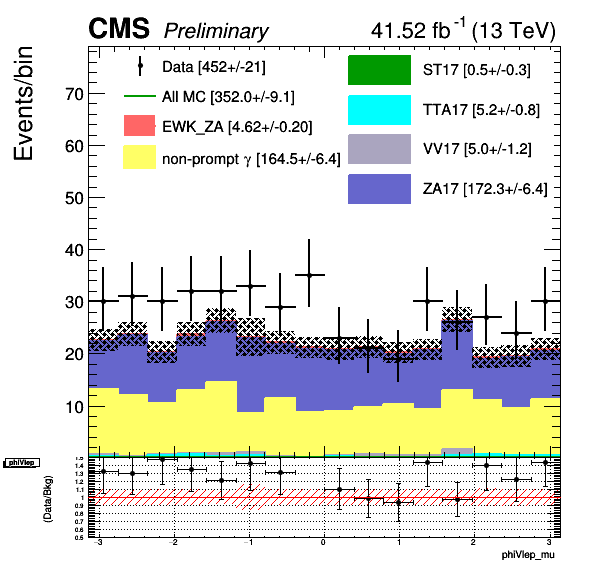 CMS Preliminary 41.52 fb-1 (13 TeV)
Events/bin
Data [452+/-21]
All MC [352.0+/-9.1]
EWK_ZA [4.62+/-0.20]
non-prompt γ [164.5+/-6.4]
ST17 [0.5+/-0.3]
TTA17 [5.2+/-0.8]
VV17 [5.0+/-1.2]
ZA17 [172.3+/-6.4]
70
60
50
40
30
20
10
phiVlep
(Data/Bkg)
1.5
1.4
1.3
1.2
1.1
1
0.9
0.8
0.7
0.6
0.5
−3 −2 −1 0 1 2 3
phiVlep_mu